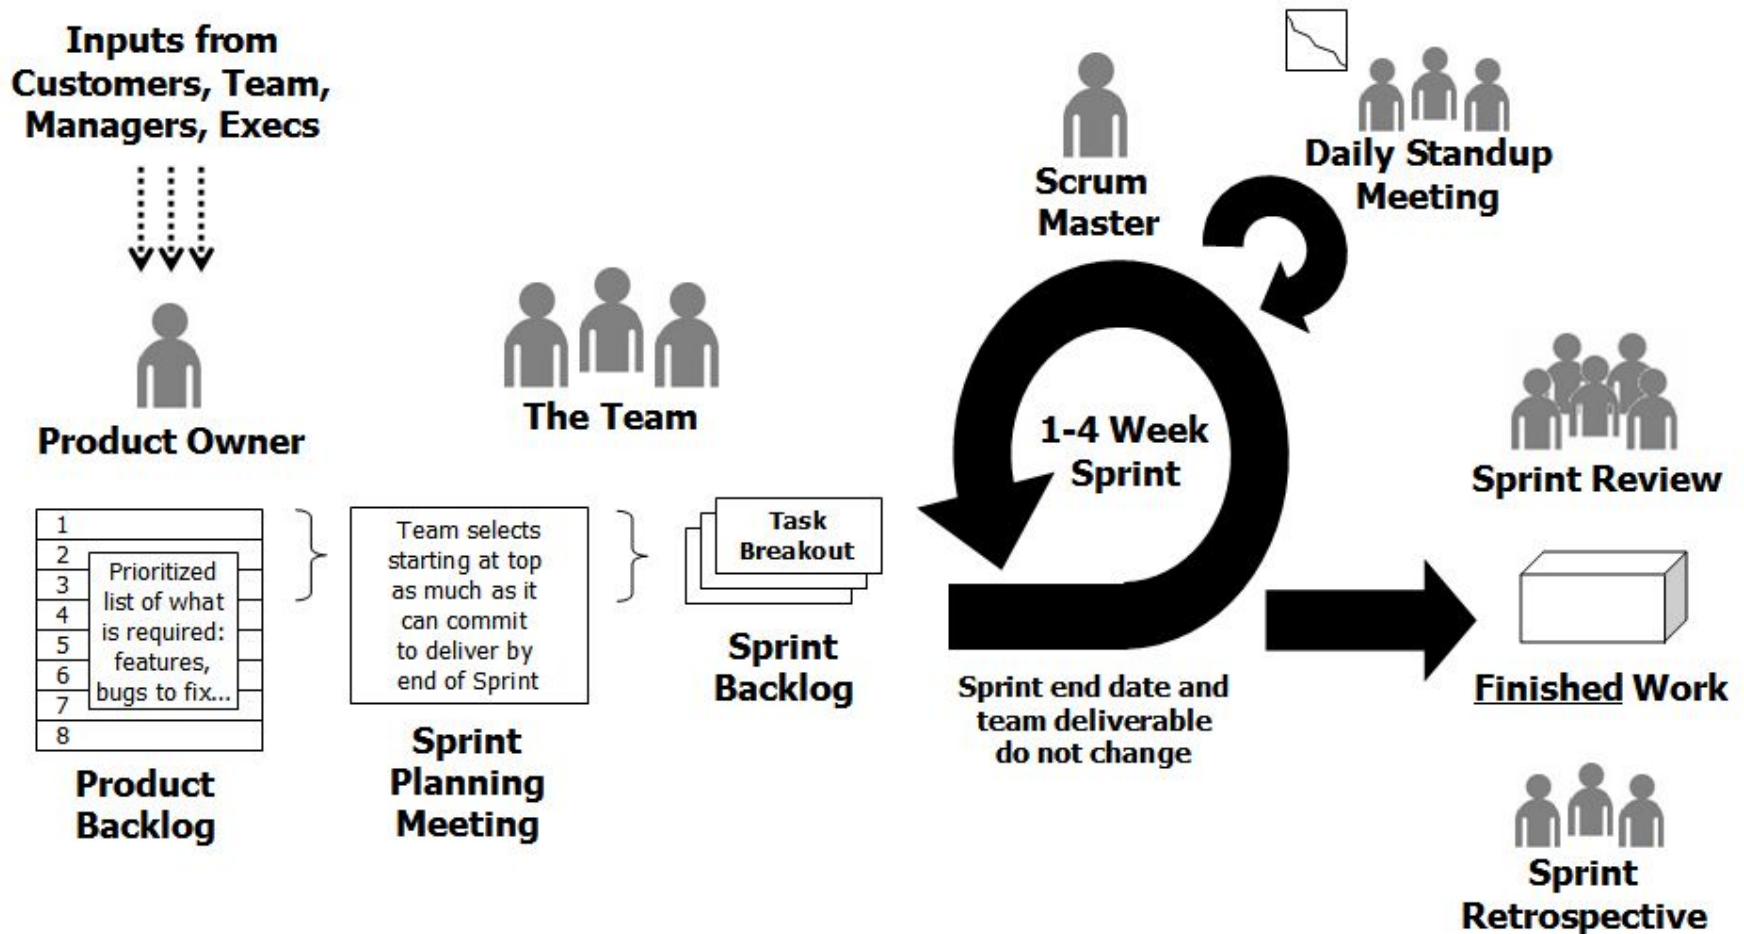 Inputs from
Customers, Team,
Managers, Execs
Product Owner
1
2
3
4
5
6
7
8
Prioritized
list of what
is required:
features,
bugs to fix...
Product
Backlog
The Team
Team selects
starting at top
as much as it
can commit
to deliver by
end of Sprint
Sprint
Planning
Meeting
Task
Breakout
Sprint
Backlog
Scrum
Master
Daily Standup
Meeting
1-4 Week
Sprint
Sprint end date and
team deliverable
do not change
Sprint Review
Finished Work
Sprint
Retrospective